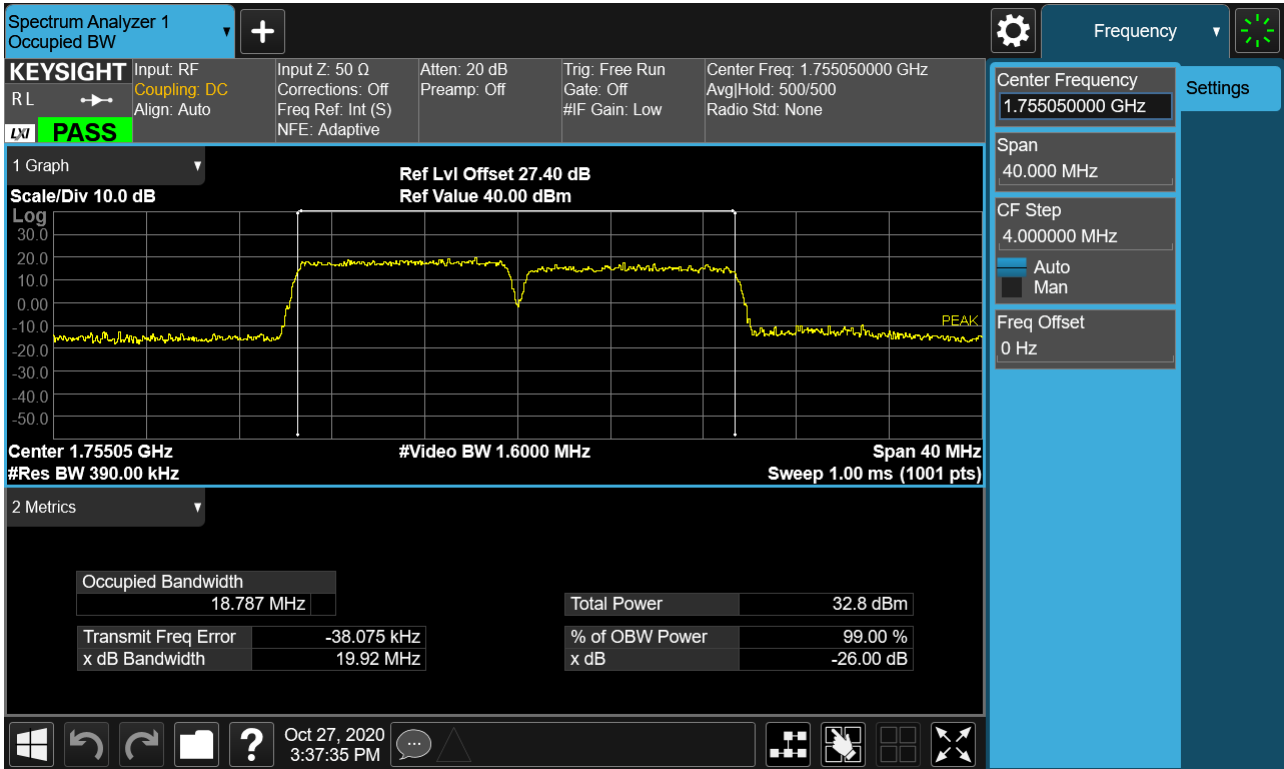 Spectrum Analyzer 1
Occupied BW
▼
+
Frequency
▼
KEYSIGHT
R L
LXI
PASS
Input: RF
Coupling: DC
Align: Auto
Input Z: 50 Ω
Corrections: Off
Freq Ref: Int (S)
NFE: Adaptive
Atten: 20 dB
Preamp: Off
Trig: Free Run
Gate: Off
#IF Gain: Low
Center Freq: 1.755050000 GHz
Avg|Hold: 500/500
Radio Std: None
Center Frequency
1.755050000 GHz
Settings
Span
40.000 MHz
CF Step
4.000000 MHz
Auto
Man
Freq Offset
0 Hz
1 Graph
▼
Ref Lvl Offset 27.40 dB
Scale/Div 10.0 dB
Ref Value 40.00 dBm
Log
30.0
20.0
10.0
0.00
-10.0
-20.0
-30.0
-40.0
-50.0
PEAK
Center 1.75505 GHz
#Video BW 1.6000 MHz
Span 40 MHz
#Res BW 390.00 kHz
Sweep 1.00 ms (1001 pts)
2 Metrics
▼
Occupied Bandwidth
18.787 MHz
Total Power
32.8 dBm
Transmit Freq Error
-38.075 kHz
% of OBW Power
99.00 %
x dB Bandwidth
19.92 MHz
x dB
-26.00 dB
?
Oct 27, 2020
3:37:35 PM
...